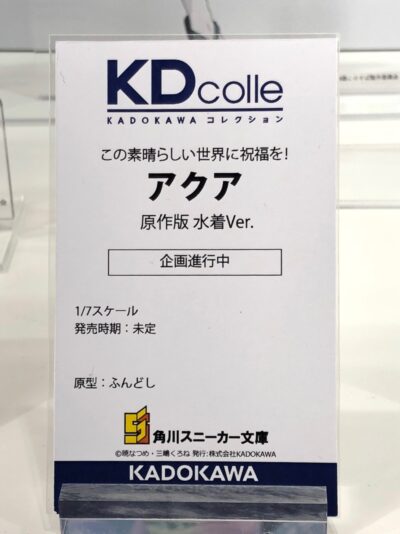 KDcolle
KADOKAWA コレクション
この素晴らしい世界に祝福を!
アクア
原作版 水着Ver.
企画進行中
1/7スケール
発売時期：未定
原型：ふんどし
角川スニーカー文庫
©暁なつめ・三嶋くろね 発行:株式会社KADOKAWA
KADOKAWA